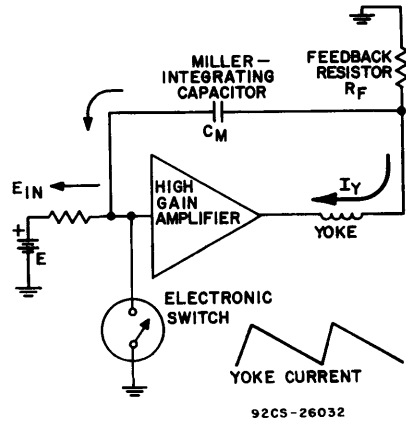 MILLER–
INTEGRATING
CAPACITOR
FEEDBACK
RESISTOR
RF
CM
EIN
HIGH
GAIN
AMPLIFIER
IY
YOKE
+
E
ELECTRONIC
SWITCH
YOKE CURRENT
92CS-26032